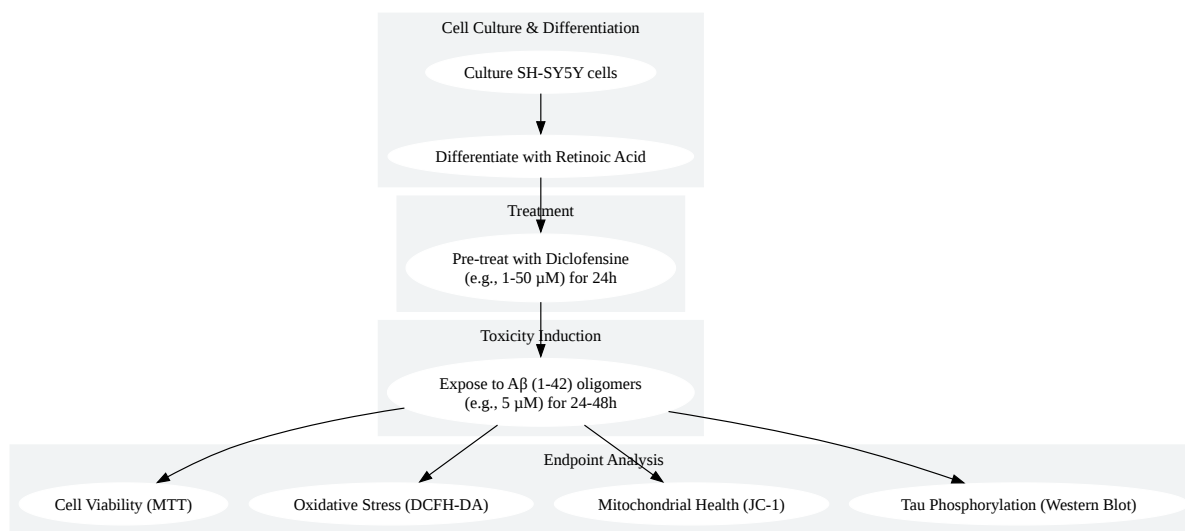 Cell Culture & Differentiation
Culture SH-SY5Y cells
Differentiate with Retinoic Acid
Treatment
Pre-treat with Diclofensine
(e.g., 1-50 µM) for 24h
Toxicity Induction
Expose to Aβ (1-42) oligomers
(e.g., 5 µM) for 24-48h
Endpoint Analysis
Cell Viability (MTT)
Oxidative Stress (DCFH-DA)
Mitochondrial Health (JC-1)
Tau Phosphorylation (Western Blot)